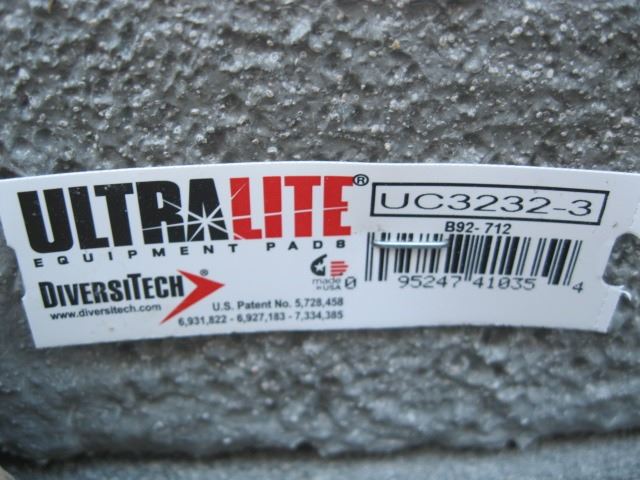 ULTRALITE®
EQUIPMENT PADS
DIVERSITECH®
www.diversitech.com
U.S. Patent No. 5,728,458
6,931,822 - 6,927,183 - 7,334,385
made in USA
UC3232-3
B92-712
0 95247 41035 4